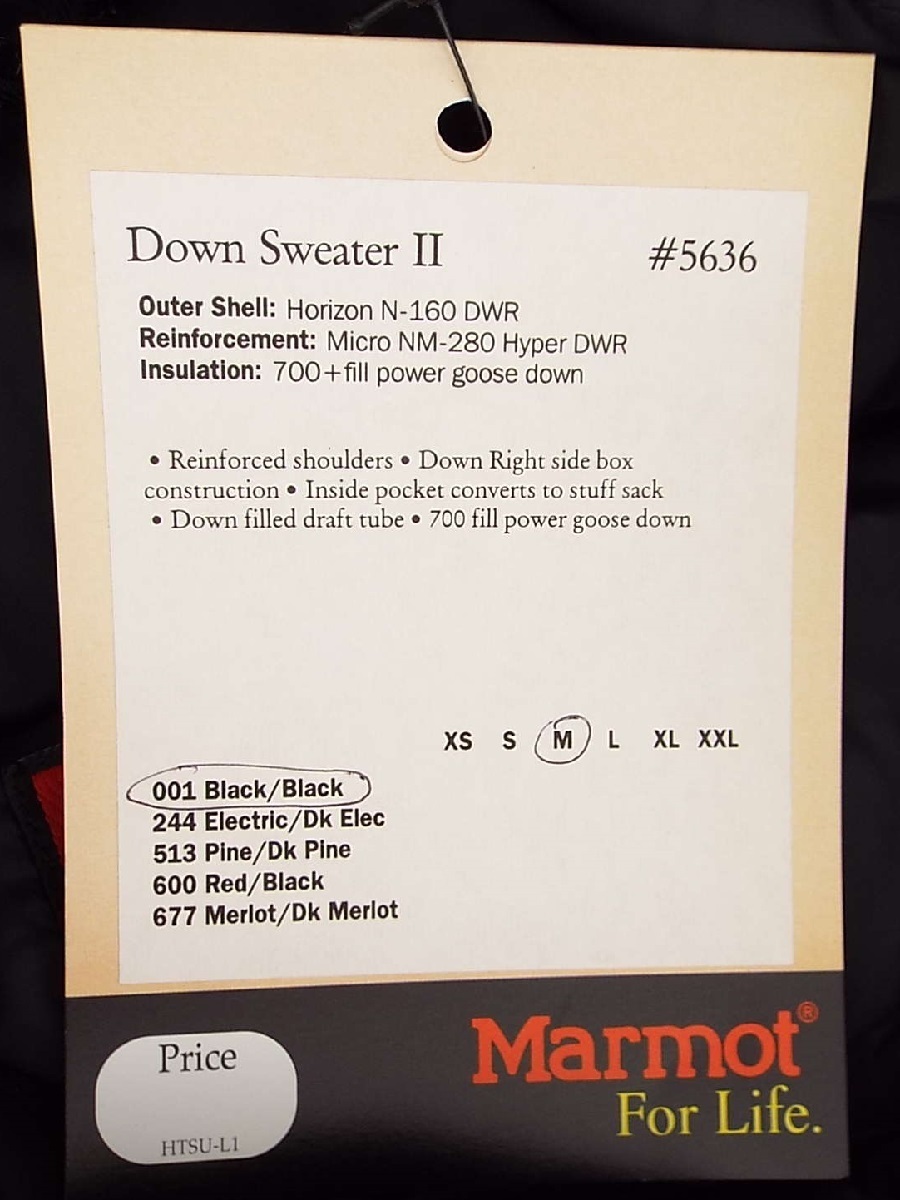 Down Sweater II #5636
Outer Shell: Horizon N-160 DWR
Reinforcement: Micro NM-280 Hyper DWR
Insulation: 700+fill power goose down
• Reinforced shoulders • Down Right side box
construction • Inside pocket converts to stuff sack
• Down filled draft tube • 700 fill power goose down
XS S M L XL XXL
001 Black/Black
244 Electric/Dk Elec
513 Pine/Dk Pine
600 Red/Black
677 Merlot/Dk Merlot
Price
HTSU-L1
Marmot®
For Life.